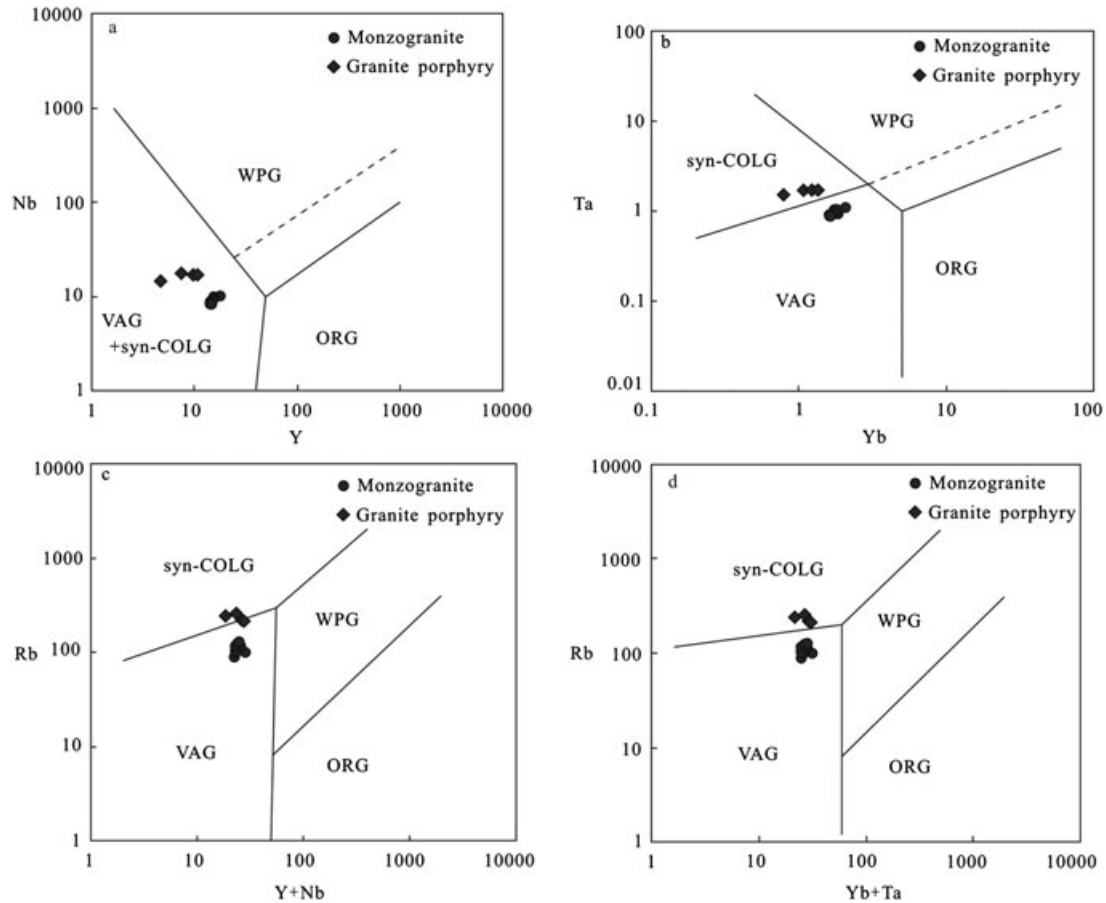 a
Monzogranite
Granite porphyry
10000
1000
100
10
1
Nb
WPG
VAG
+syn-COLG
ORG
1
10
100
1000
10000
Y
b
Monzogranite
Granite porphyry
100
10
1
0.1
0.01
Ta
WPG
syn-COLG
VAG
ORG
0.1
1
10
100
Yb
c
Monzogranite
Granite porphyry
10000
1000
100
10
1
Rb
syn-COLG
WPG
VAG
ORG
1
10
100
1000
10000
Y+Nb
d
Monzogranite
Granite porphyry
10000
1000
100
10
1
Rb
syn-COLG
WPG
VAG
ORG
1
10
100
1000
10000
Yb+Ta